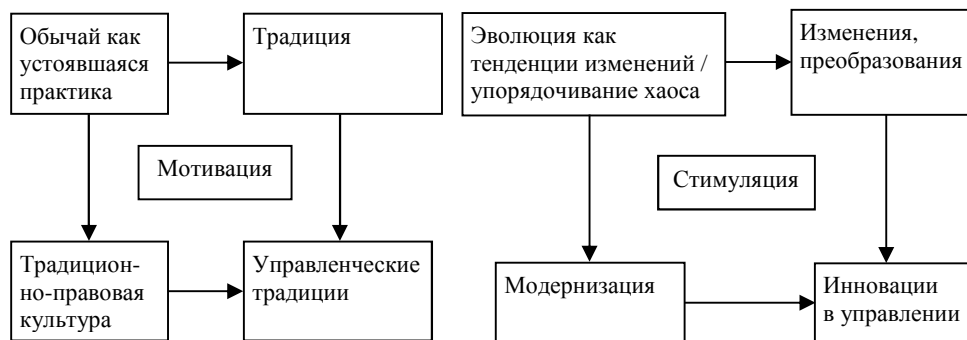 Обычай как
устоявшаяся
практика
Традиция
Эволюция как
тенденции изменений /
упорядочивание хаоса
Изменения,
преобразования
Мотивация
Стимуляция
Традицион-
но-правовая
культура
Управленческие
традиции
Модернизация
Инновации
в управлении